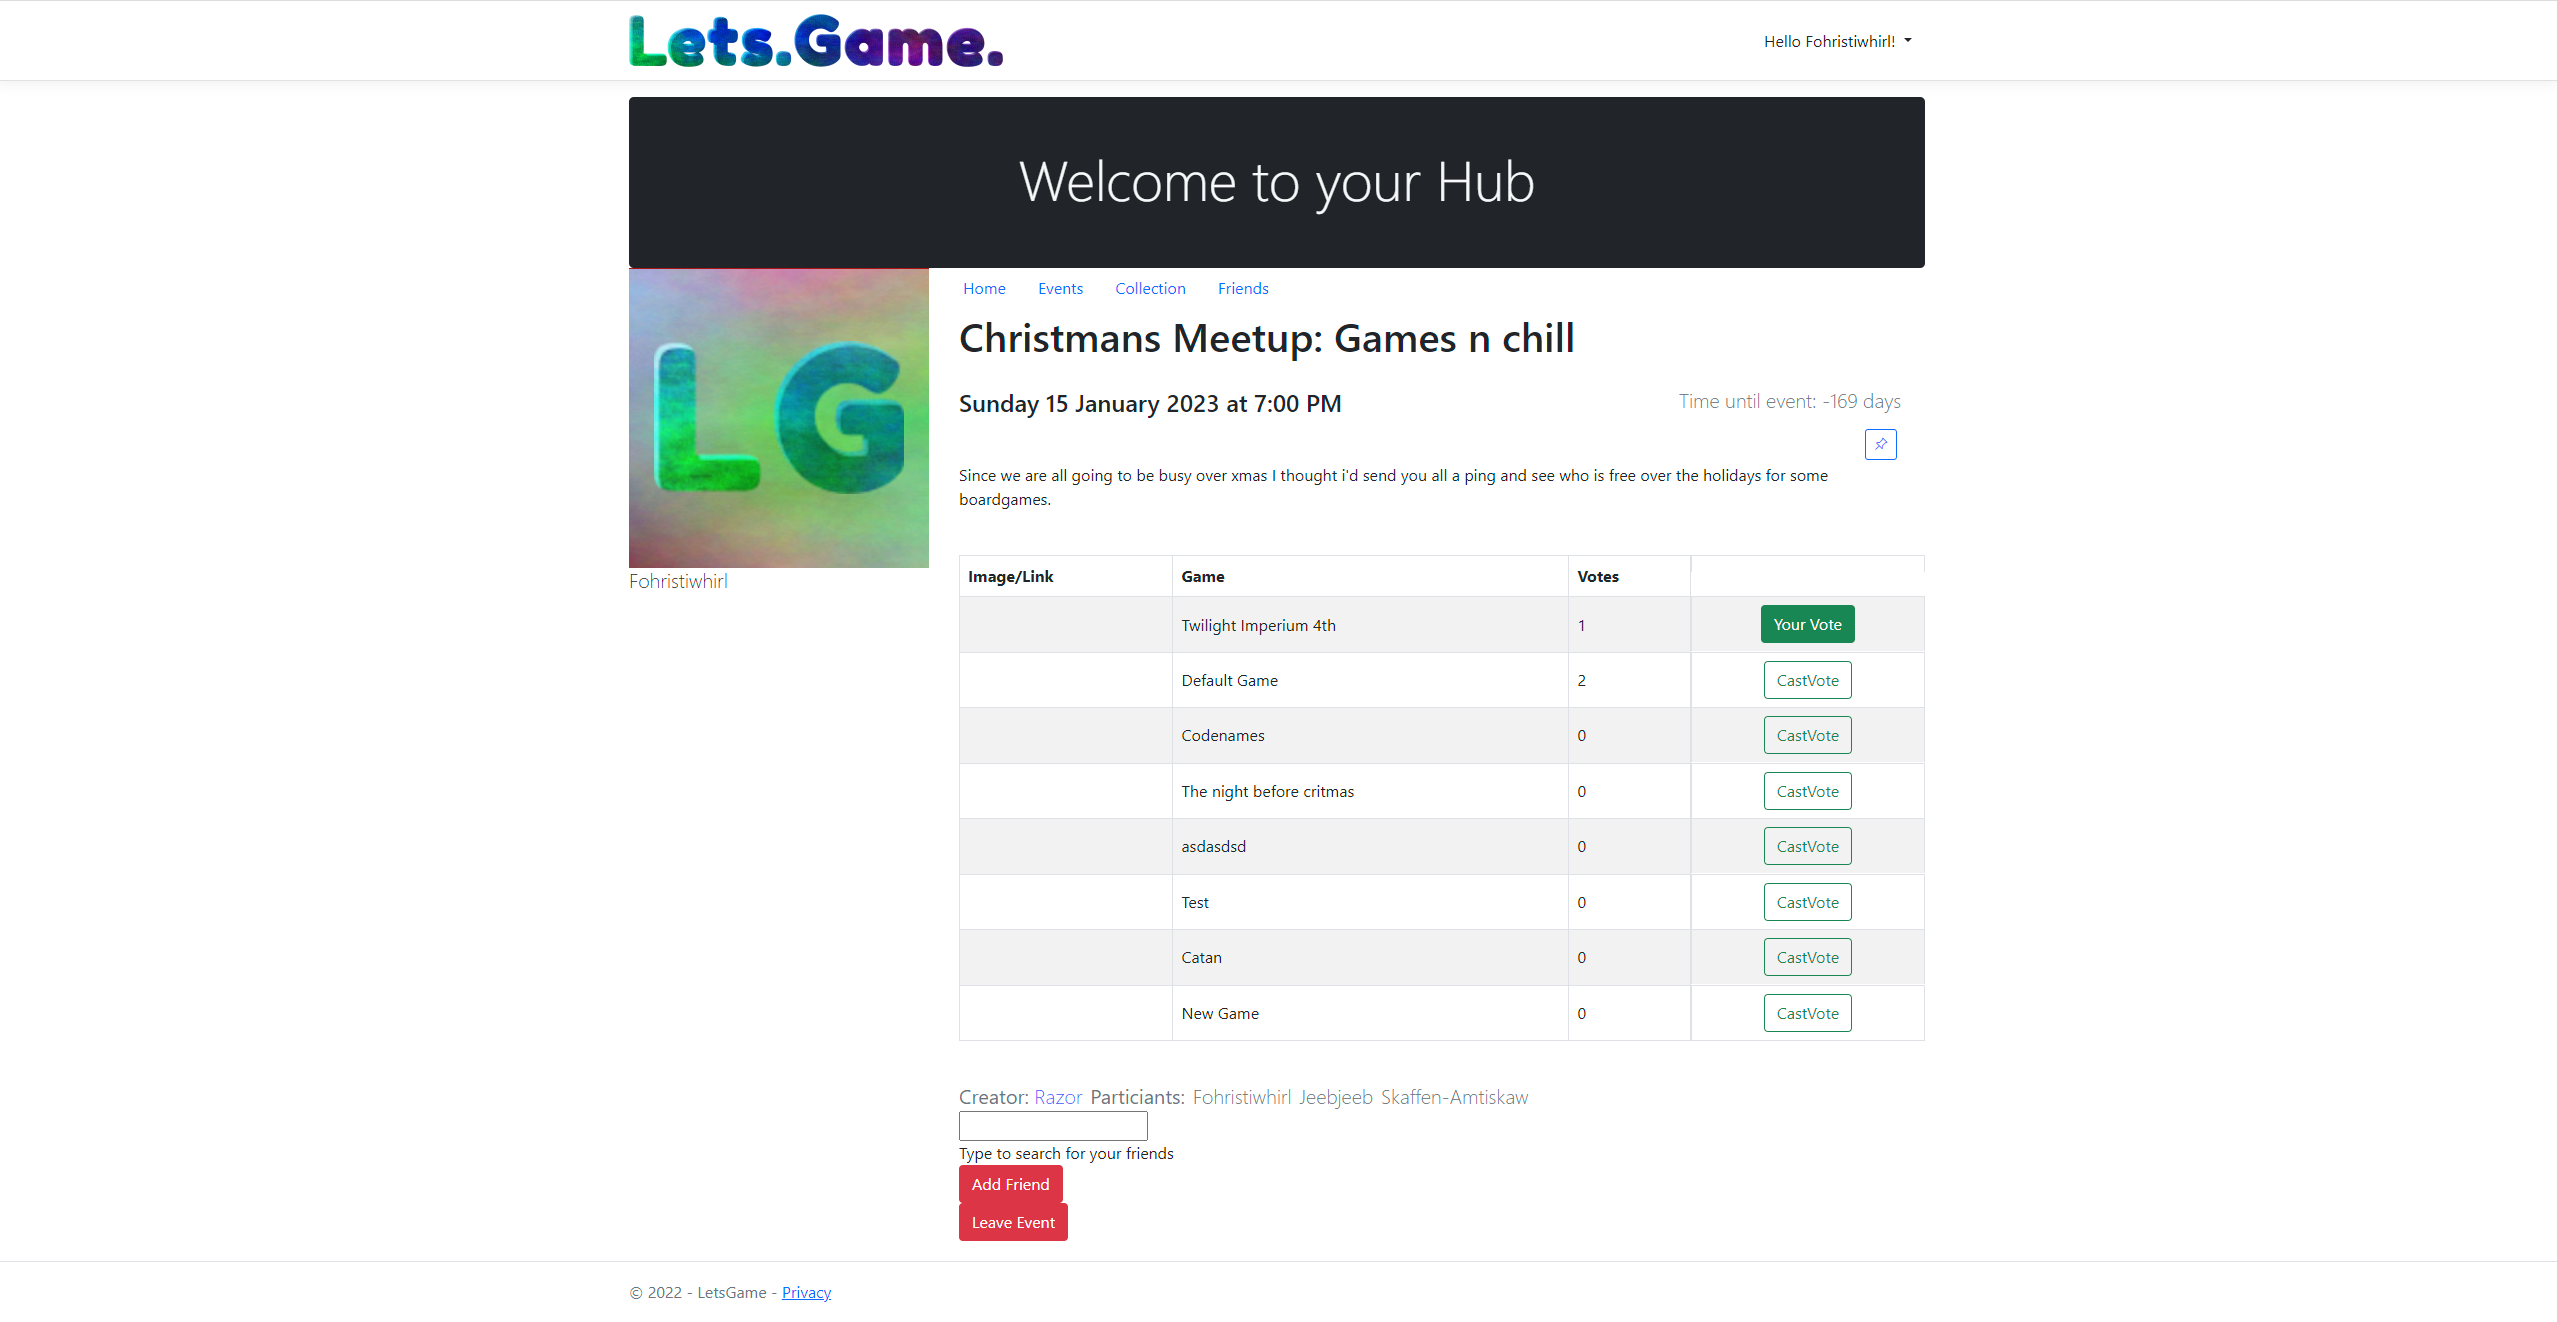 Lets.Game.
Hello Fohristiwhirl!
Welcome to your Hub
LG
Fohristiwhirl
Home Events Collection Friends
Christmans Meetup: Games n chill
Sunday 15 January 2023 at 7:00 PM
Time until event: -169 days
Since we are all going to be busy over xmas I thought i'd send you all a ping and see who is free over the holidays for some
boardgames.
Image/Link Game Votes
Twilight Imperium 4th 1 Your Vote
Default Game 2 CastVote
Codenames 0 CastVote
The night before critmas 0 CastVote
asdasdsd 0 CastVote
Test 0 CastVote
Catan 0 CastVote
New Game 0 CastVote
Creator: Razor Particiants: Fohristiwhirl Jeebjeeb Skaffen-Amtiskaw
Type to search for your friends
Add Friend
Leave Event
© 2022 - LetsGame - Privacy